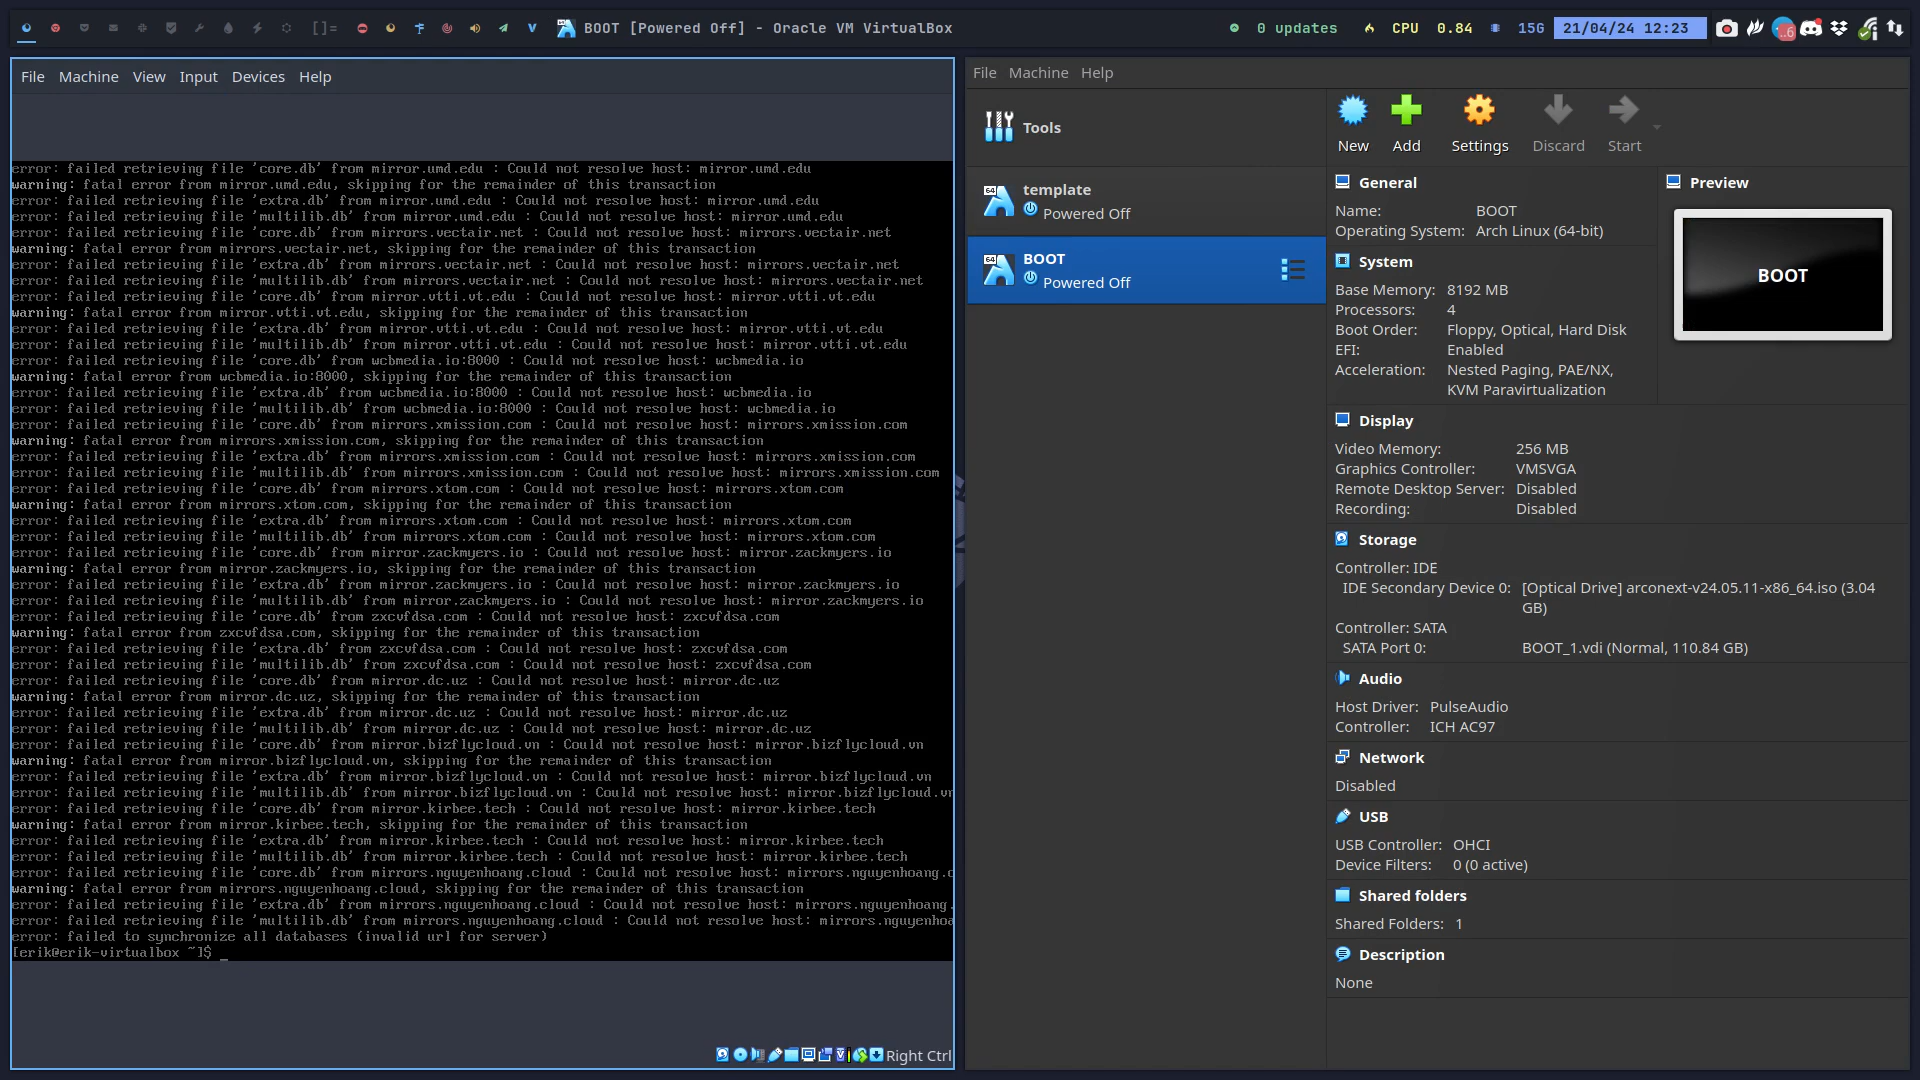 []=
BOOT [Powered Off] - Oracle VM VirtualBox
0 updates
CPU 0.84
15G
21/04/24 12:23
File Machine View Input Devices Help
error: failed retrieving file 'core.db' from mirror.umd.edu : Could not resolve host: mirror.umd.edu
warning: fatal error from mirror.umd.edu, skipping for the remainder of this transaction
error: failed retrieving file 'extra.db' from mirror.umd.edu : Could not resolve host: mirror.umd.edu
error: failed retrieving file 'multilib.db' from mirror.umd.edu : Could not resolve host: mirror.umd.edu
error: failed retrieving file 'core.db' from mirrors.vectair.net : Could not resolve host: mirrors.vectair.net
warning: fatal error from mirrors.vectair.net, skipping for the remainder of this transaction
error: failed retrieving file 'extra.db' from mirrors.vectair.net : Could not resolve host: mirrors.vectair.net
error: failed retrieving file 'multilib.db' from mirrors.vectair.net : Could not resolve host: mirrors.vectair.net
error: failed retrieving file 'core.db' from mirror.vtti.vt.edu : Could not resolve host: mirror.vtti.vt.edu
warning: fatal error from mirror.vtti.vt.edu, skipping for the remainder of this transaction
error: failed retrieving file 'extra.db' from mirror.vtti.vt.edu : Could not resolve host: mirror.vtti.vt.edu
error: failed retrieving file 'multilib.db' from mirror.vtti.vt.edu : Could not resolve host: mirror.vtti.vt.edu
error: failed retrieving file 'core.db' from wcbmedia.io:8000 : Could not resolve host: wcbmedia.io
warning: fatal error from wcbmedia.io:8000, skipping for the remainder of this transaction
error: failed retrieving file 'extra.db' from wcbmedia.io:8000 : Could not resolve host: wcbmedia.io
error: failed retrieving file 'multilib.db' from wcbmedia.io:8000 : Could not resolve host: wcbmedia.io
error: failed retrieving file 'core.db' from mirrors.xmission.com : Could not resolve host: mirrors.xmission.com
warning: fatal error from mirrors.xmission.com, skipping for the remainder of this transaction
error: failed retrieving file 'extra.db' from mirrors.xmission.com : Could not resolve host: mirrors.xmission.com
error: failed retrieving file 'multilib.db' from mirrors.xmission.com : Could not resolve host: mirrors.xmission.com
error: failed retrieving file 'core.db' from mirrors.xtom.com : Could not resolve host: mirrors.xtom.com
warning: fatal error from mirrors.xtom.com, skipping for the remainder of this transaction
error: failed retrieving file 'extra.db' from mirrors.xtom.com : Could not resolve host: mirrors.xtom.com
error: failed retrieving file 'multilib.db' from mirrors.xtom.com : Could not resolve host: mirrors.xtom.com
error: failed retrieving file 'core.db' from mirror.zackmyers.io : Could not resolve host: mirror.zackmyers.io
warning: fatal error from mirror.zackmyers.io, skipping for the remainder of this transaction
error: failed retrieving file 'extra.db' from mirror.zackmyers.io : Could not resolve host: mirror.zackmyers.io
error: failed retrieving file 'multilib.db' from mirror.zackmyers.io : Could not resolve host: mirror.zackmyers.io
error: failed retrieving file 'core.db' from zxcvfdsa.com : Could not resolve host: zxcvfdsa.com
warning: fatal error from zxcvfdsa.com, skipping for the remainder of this transaction
error: failed retrieving file 'extra.db' from zxcvfdsa.com : Could not resolve host: zxcvfdsa.com
error: failed retrieving file 'multilib.db' from zxcvfdsa.com : Could not resolve host: zxcvfdsa.com
error: failed retrieving file 'core.db' from mirror.dc.uz : Could not resolve host: mirror.dc.uz
warning: fatal error from mirror.dc.uz, skipping for the remainder of this transaction
error: failed retrieving file 'extra.db' from mirror.dc.uz : Could not resolve host: mirror.dc.uz
error: failed retrieving file 'multilib.db' from mirror.dc.uz : Could not resolve host: mirror.dc.uz
error: failed retrieving file 'core.db' from mirror.bizflycloud.vn : Could not resolve host: mirror.bizflycloud.vn
warning: fatal error from mirror.bizflycloud.vn, skipping for the remainder of this transaction
error: failed retrieving file 'extra.db' from mirror.bizflycloud.vn : Could not resolve host: mirror.bizflycloud.vn
error: failed retrieving file 'multilib.db' from mirror.bizflycloud.vn : Could not resolve host: mirror.bizflycloud.vn
error: failed retrieving file 'core.db' from mirror.kirbee.tech : Could not resolve host: mirror.kirbee.tech
warning: fatal error from mirror.kirbee.tech, skipping for the remainder of this transaction
error: failed retrieving file 'extra.db' from mirror.kirbee.tech : Could not resolve host: mirror.kirbee.tech
error: failed retrieving file 'multilib.db' from mirror.kirbee.tech : Could not resolve host: mirror.kirbee.tech
error: failed retrieving file 'core.db' from mirrors.nguyenhoang.cloud : Could not resolve host: mirrors.nguyenhoang.c
warning: fatal error from mirrors.nguyenhoang.cloud, skipping for the remainder of this transaction
error: failed retrieving file 'extra.db' from mirrors.nguyenhoang.cloud : Could not resolve host: mirrors.nguyenhoang.
error: failed retrieving file 'multilib.db' from mirrors.nguyenhoang.cloud : Could not resolve host: mirrors.nguyenhoa
error: failed to synchronize all databases (invalid url for server)
[erik@erik-virtualbox ~]$ _
Right Ctrl
File Machine Help
Tools
New Add Settings Discard Start
64
template
Powered Off
64
BOOT
Powered Off
General
Name: BOOT
Operating System: Arch Linux (64-bit)
Preview
BOOT
System
Base Memory: 8192 MB
Processors: 4
Boot Order: Floppy, Optical, Hard Disk
EFI: Enabled
Acceleration: Nested Paging, PAE/NX,
KVM Paravirtualization
Display
Video Memory: 256 MB
Graphics Controller: VMSVGA
Remote Desktop Server: Disabled
Recording: Disabled
Storage
Controller: IDE
IDE Secondary Device 0: [Optical Drive] arconext-v24.05.11-x86_64.iso (3.04
GB)
Controller: SATA
SATA Port 0: BOOT_1.vdi (Normal, 110.84 GB)
Audio
Host Driver: PulseAudio
Controller: ICH AC97
Network
Disabled
USB
USB Controller: OHCI
Device Filters: 0 (0 active)
Shared folders
Shared Folders: 1
Description
None